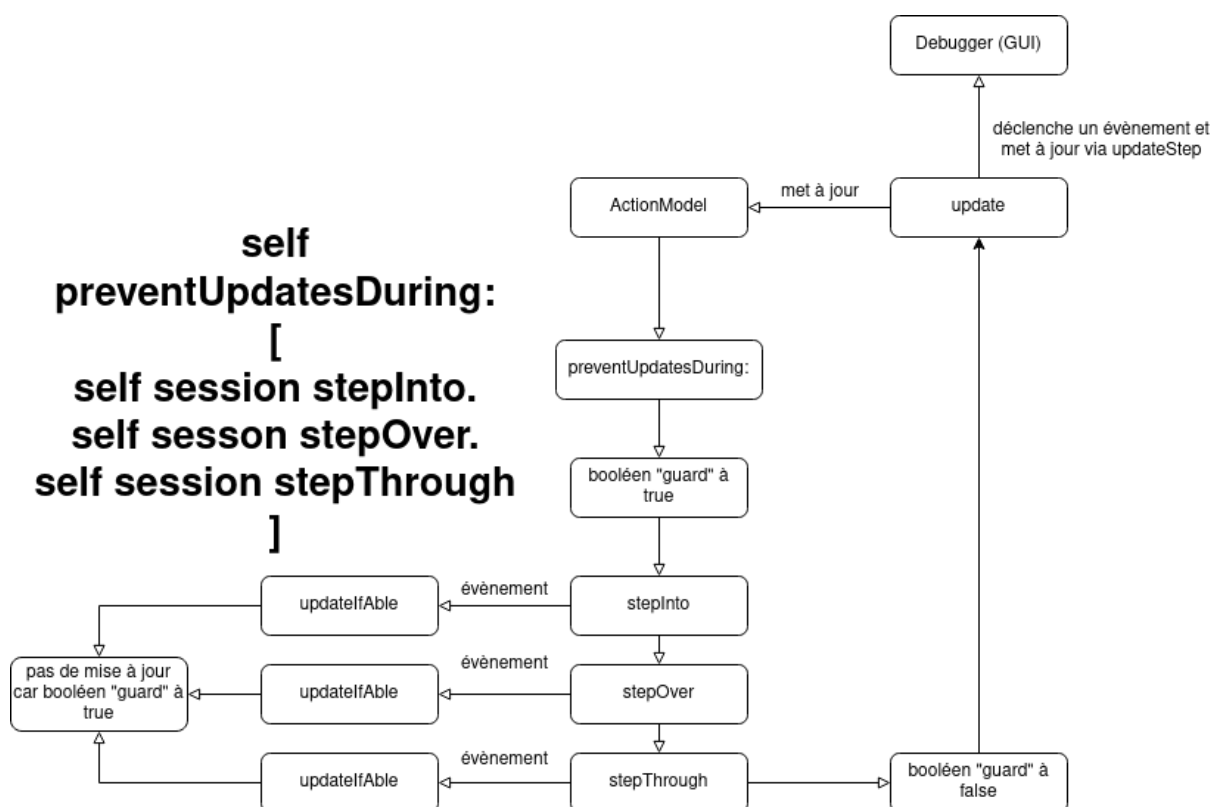 Debugger (GUI)
déclenche un évènement et
met à jour via updateStep
ActionModel
met à jour
update
self
preventUpdatesDuring:
[
self session stepInto.
self sesson stepOver.
self session stepThrough
]
preventUpdatesDuring:
booléen "guard" à
true
updateIfAble
évènement
stepInto
pas de mise à jour
car booléen "guard" à
true
updateIfAble
évènement
stepOver
updateIfAble
évènement
stepThrough
booléen "guard" à
false